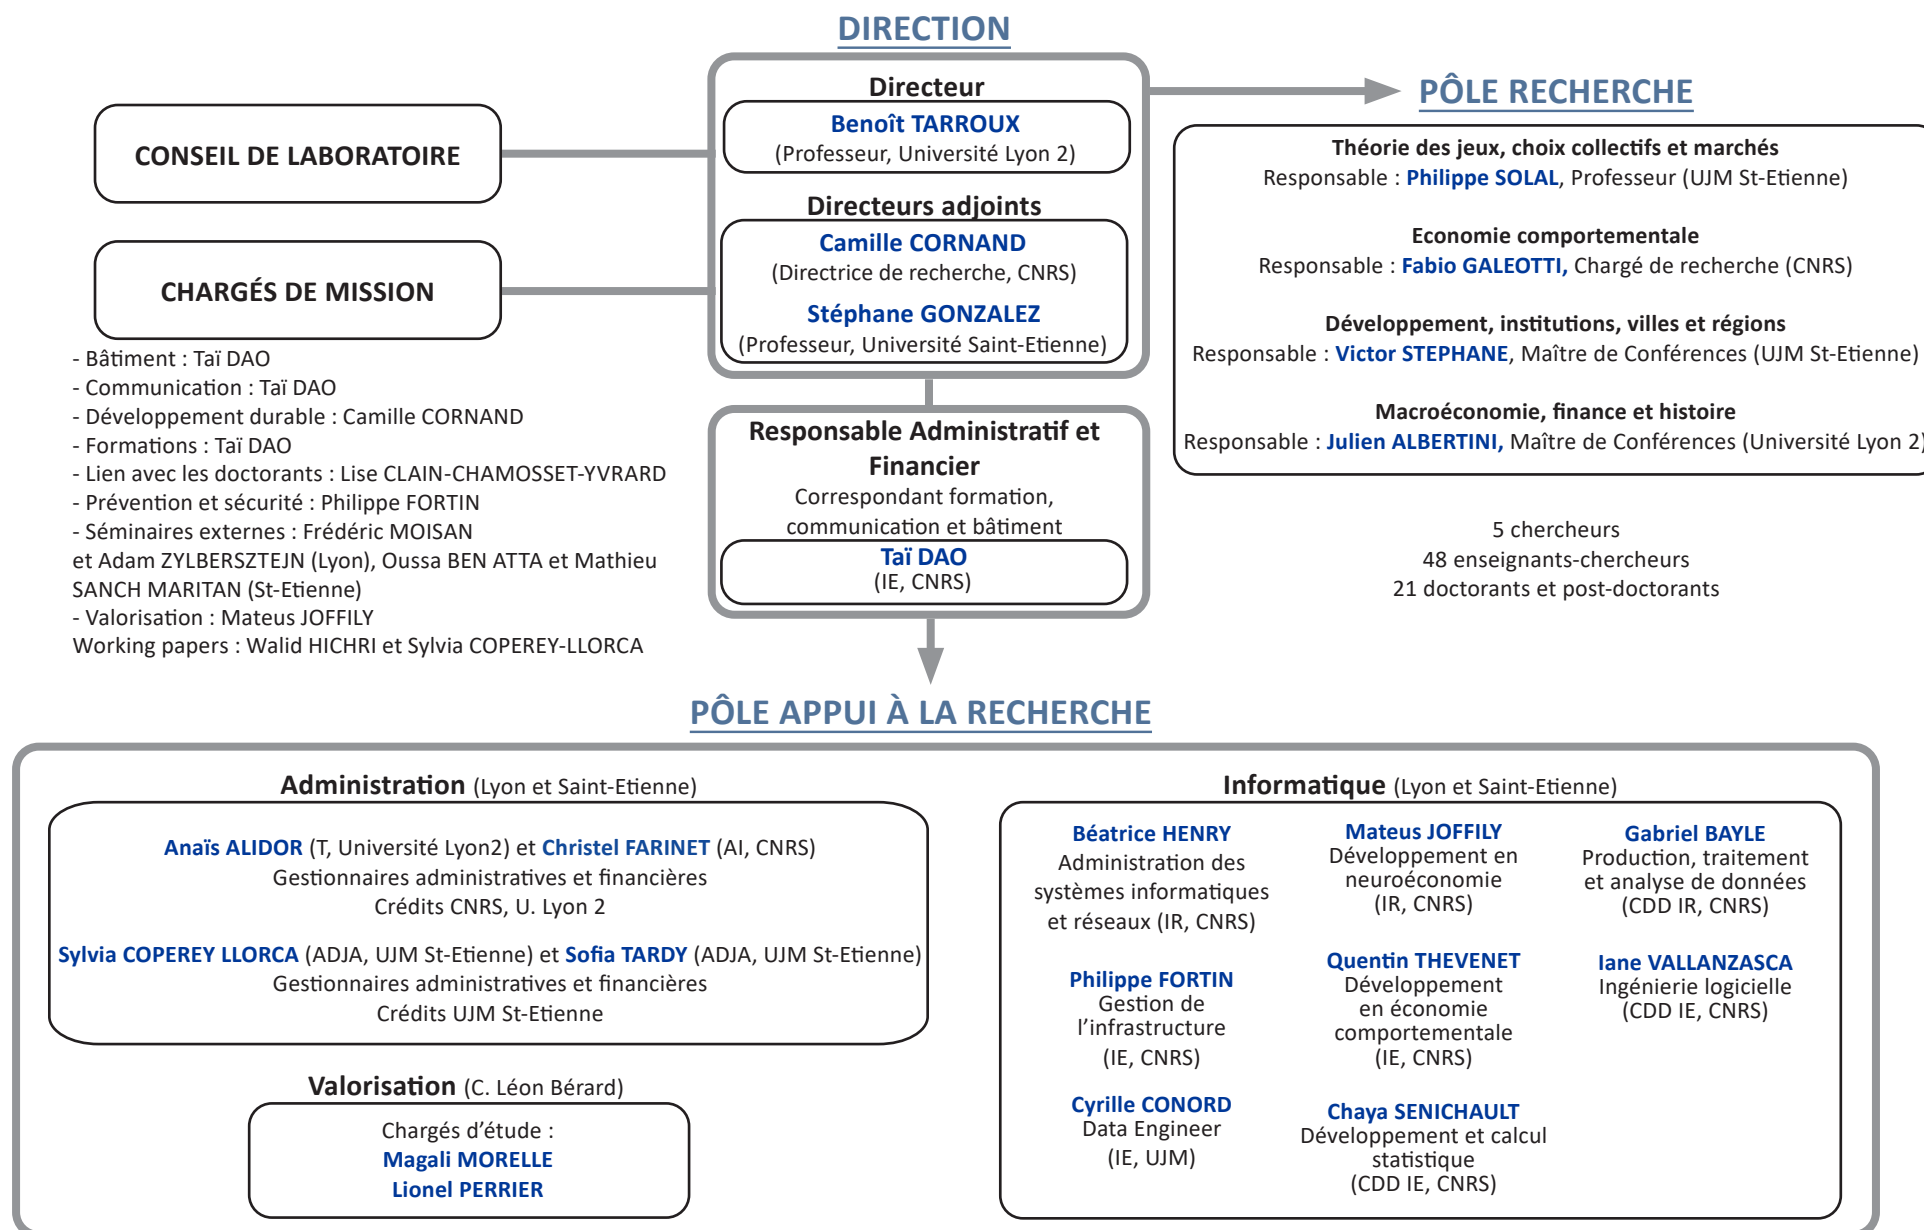 DIRECTION
Directeur
Benoît TARROUX
(Professeur, Université Lyon 2)
Directeurs adjoints
Camille CORNAND
(Directrice de recherche, CNRS)
Stéphane GONZALEZ
(Professeur, Université Saint-Etienne)
CONSEIL DE LABORATOIRE
CHARGÉS DE MISSION
- Bâtiment : Taï DAO
- Communication : Taï DAO
- Développement durable : Camille CORNAND
- Formations : Taï DAO
- Lien avec les doctorants : Lise CLAIN-CHAMOSSET-YVRARD
- Prévention et sécurité : Philippe FORTIN
- Séminaires externes : Frédéric MOISAN
et Adam ZYLBERSZTEJN (Lyon), Oussa BEN ATTA et Mathieu
SANCH MARITAN (St-Etienne)
- Valorisation : Mateus JOFFILY
Working papers : Walid HICHRI et Sylvia COPEREY-LLORCA
Responsable Administratif et
Financier
Correspondant formation,
communication et bâtiment
Taï DAO
(IE, CNRS)
PÔLE RECHERCHE
Théorie des jeux, choix collectifs et marchés
Responsable : Philippe SOLAL, Professeur (UJM St-Etienne)
Economie comportementale
Responsable : Fabio GALEOTTI, Chargé de recherche (CNRS)
Développement, institutions, villes et régions
Responsable : Victor STEPHANE, Maître de Conférences (UJM St-Etienne)
Macroéconomie, finance et histoire
Responsable : Julien ALBERTINI, Maître de Conférences (Université Lyon 2)
5 chercheurs
48 enseignants-chercheurs
21 doctorants et post-doctorants
PÔLE APPUI À LA RECHERCHE
Administration (Lyon et Saint-Etienne)
Anaïs ALIDOR (T, Université Lyon2) et Christel FARINET (AI, CNRS)
Gestionnaires administratives et financières
Crédits CNRS, U. Lyon 2
Sylvia COPEREY LLORCA (ADJA, UJM St-Etienne) et Sofia TARDY (ADJA, UJM St-Etienne)
Gestionnaires administratives et financières
Crédits UJM St-Etienne
Valorisation (C. Léon Bérard)
Chargés d'étude :
Magali MORELLE
Lionel PERRIER
Informatique (Lyon et Saint-Etienne)
Béatrice HENRY
Administration des
systèmes informatiques
et réseaux (IR, CNRS)
Philippe FORTIN
Gestion de
l'infrastructure
(IE, CNRS)
Cyrille CONORD
Data Engineer
(IE, UJM)
Mateus JOFFILY
Développement en
neuroéconomie
(IR, CNRS)
Quentin THEVENET
Développement
en économie
comportementale
(IE, CNRS)
Chaya SENICHAULT
Développement et calcul
statistique
(CDD IE, CNRS)
Gabriel BAYLE
Production, traitement
et analyse de données
(CDD IR, CNRS)
Iane VALLANZASCA
Ingénierie logicielle
(CDD IE, CNRS)